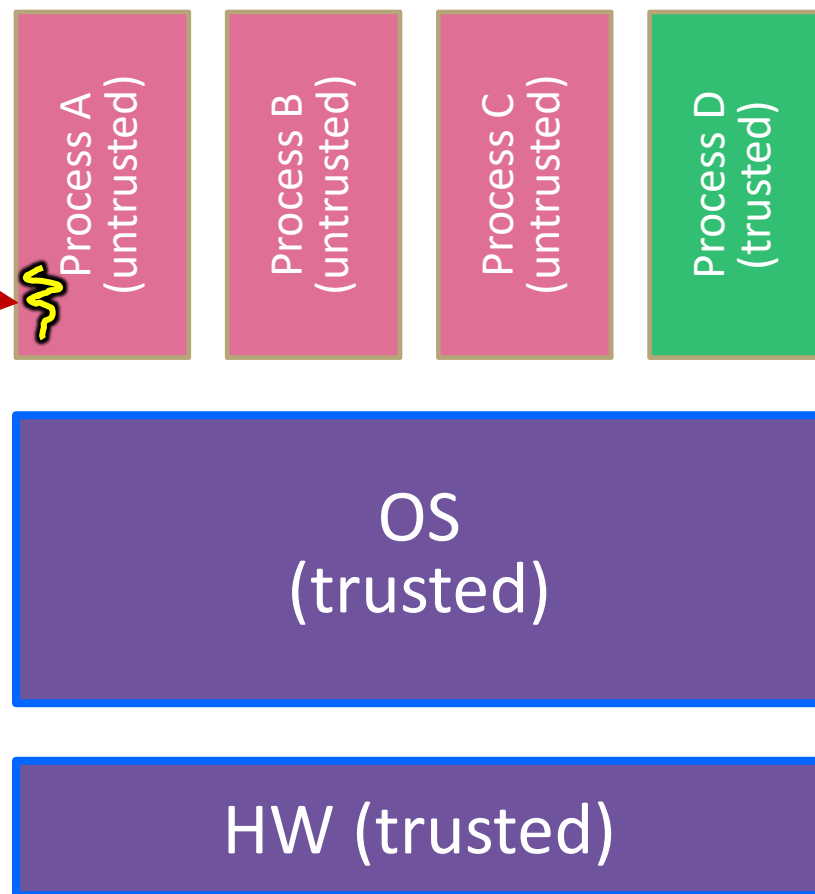 Process A
(untrusted)
Process B
(untrusted)
Process C
(untrusted)
Process D
(trusted)
OS
(trusted)
HW (trusted)